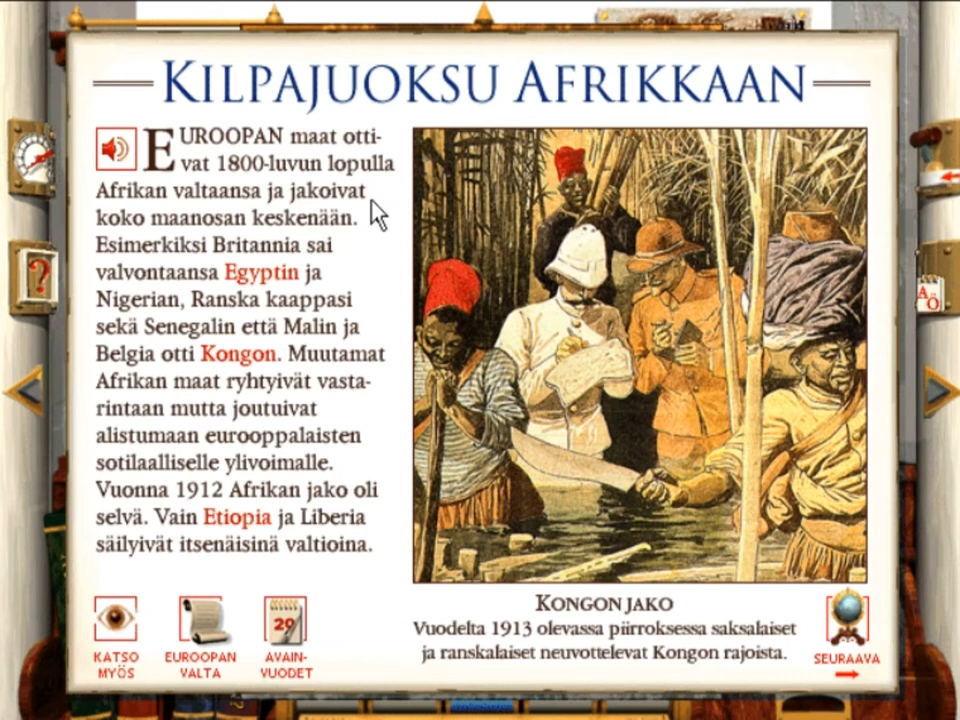 KILPAJUOKSU AFRIKKAAN
EUROOPAN maat otti-
vat 1800-luvun lopulla
Afrikan valtaansa ja jakoivat
koko maanosan keskenään.
Esimerkiksi Britannia sai
valvontaansa Egyptin ja
Nigerian, Ranska kaappasi
sekä Senegalin että Malin ja
Belgia otti Kongon. Muutamat
Afrikan maat ryhtyivät vasta-
rintaan mutta joutuivat
alistumaan eurooppalaisten
sotilaalliselle ylivoimalle.
Vuonna 1912 Afrikan jako oli
selvä. Vain Etiopia ja Liberia
säilyivät itsenäisinä valtioina.
KONGON JAKO
Vuodelta 1913 olevassa piirroksessa saksalaiset
ja ranskalaiset neuvottelevat Kongon rajoista.
KATSO
MYÖS
EUROOPAN
VALTA
20
AVAIN-
VUODET
SEURAAVA
?
A
Ö